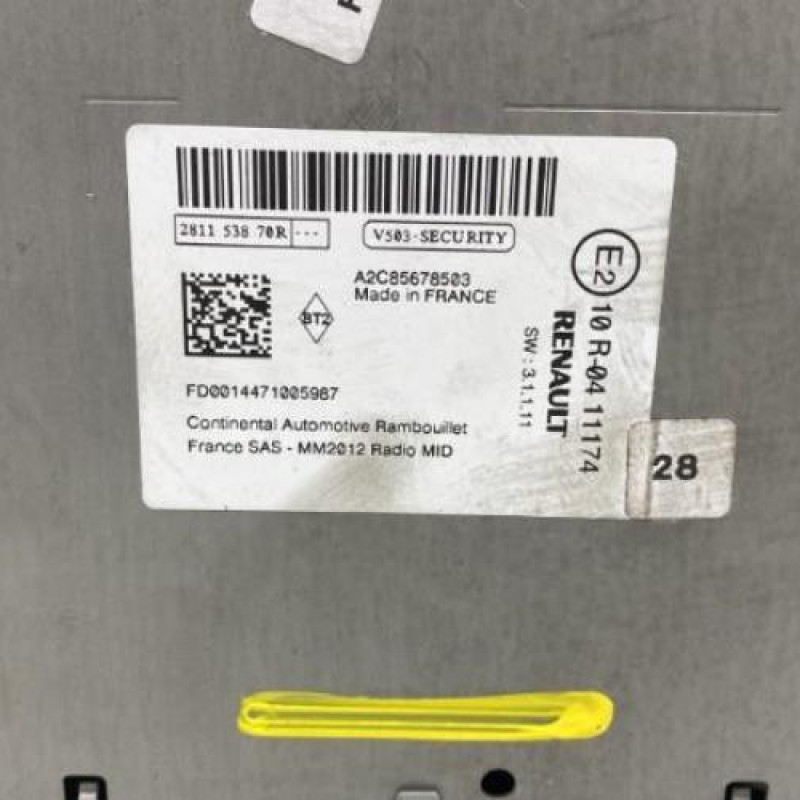 2811 538 70R ---
V503-SECURITY
A2C85678503
Made in FRANCE
BT2
FD0014471005987
Continental Automotive Rambouillet
France SAS - MM2012 Radio MID
E2
10 R-04 11174
RENAULT
SW : 3.1.1.11
28